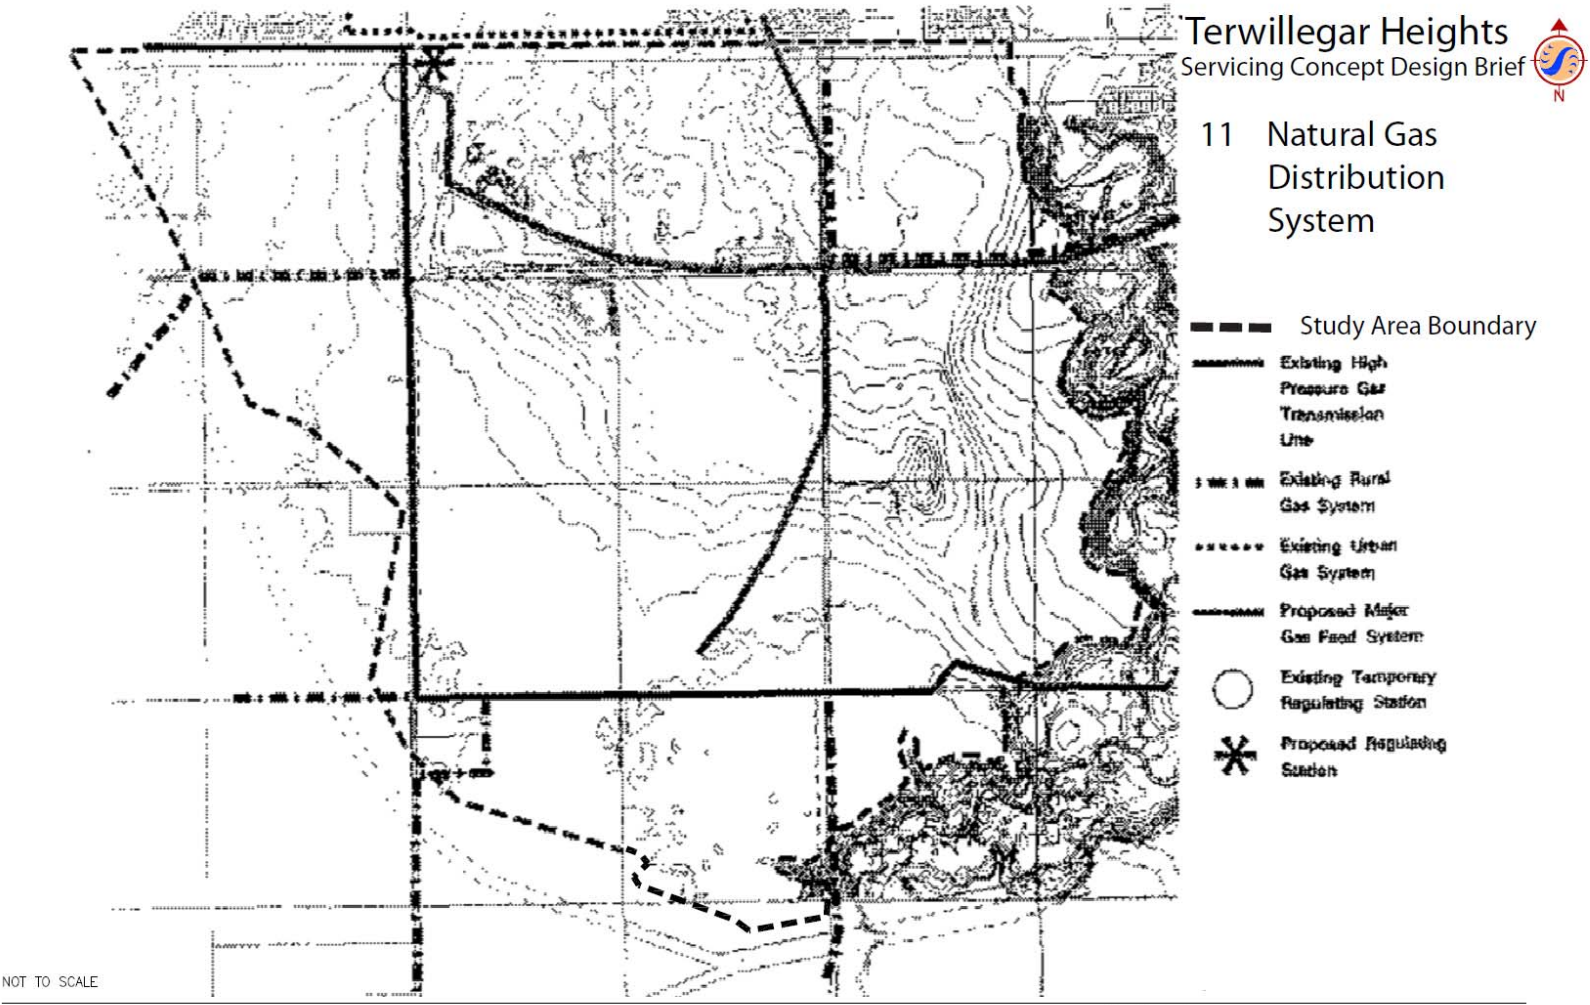 Terwillegar Heights
Servicing Concept Design Brief
N
11 Natural Gas
Distribution
System
Study Area Boundary
Existing High
Pressure Gas
Transmission
Line
Existing Rural
Gas System
Existing Urban
Gas System
Proposed Major
Gas Feed System
Existing Temporary
Regulating Station
Proposed Regulating
Station
NOT TO SCALE